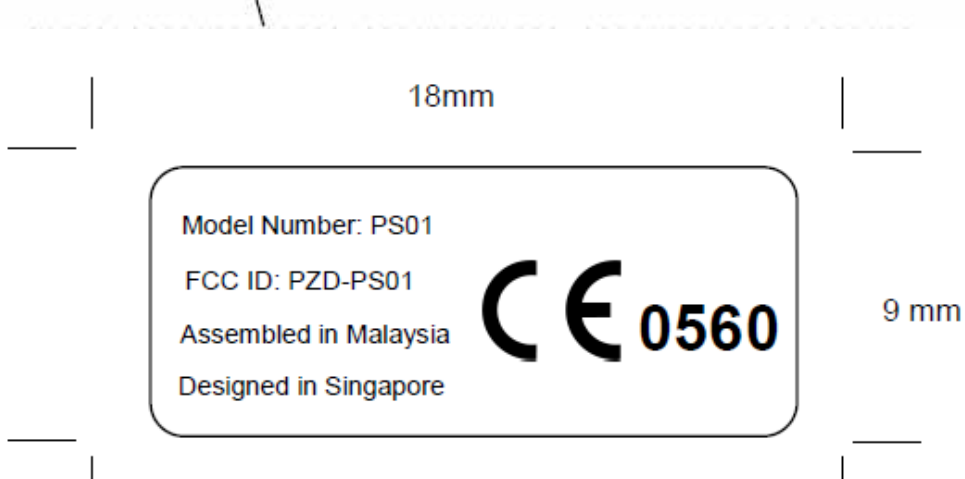 18mm
Model Number: PS01
FCC ID: PZD-PS01
Assembled in Malaysia
Designed in Singapore
CE 0560
9 mm